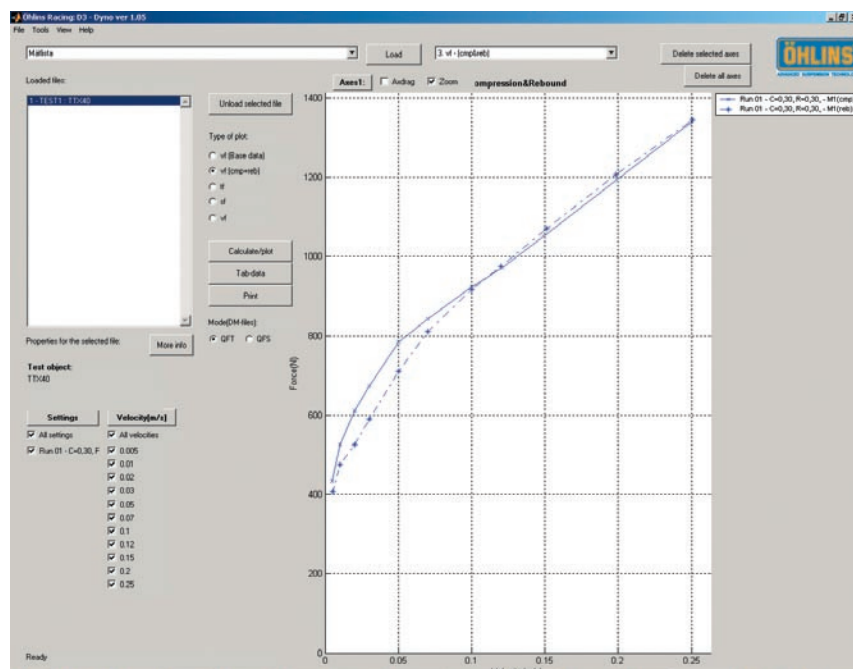 Öhlins Racing: D3 - Dyno ver 1.05
File Tools View Help
Mätlista
Load
3. vf - (cmp&reb)
Delete selected axes
Delete all axes
ÖHLINS
ADVANCED SUSPENSION TECHNOLOGY
Loaded files:
1 - TEST1 : TTX40
Unload selected file
Axes1:
Axdrag
Zoom
ompression&Rebound
Run 01 - C=0,30, R=0,30, - M1(cmp
Run 01 - C=0,30, R=0,30, - M1(reb)
Type of plot:
vf (Base data)
vf (cmp+reb)
tf
sf
vf
Calculate/plot
Tab-data
Print
Mode(DM-files):
QFT QFS
Properties for the selected file:
More info
Test object:
TTX40
Settings
Velocity[m/s]
All settings
All velocities
Run 01 - C=0,30, F
0.005
0.01
0.02
0.03
0.05
0.07
0.1
0.12
0.15
0.2
0.25
Force(N)
1400
1200
1000
800
600
400
200
0
0 0.05 0.1 0.15 0.2 0.25
Ready